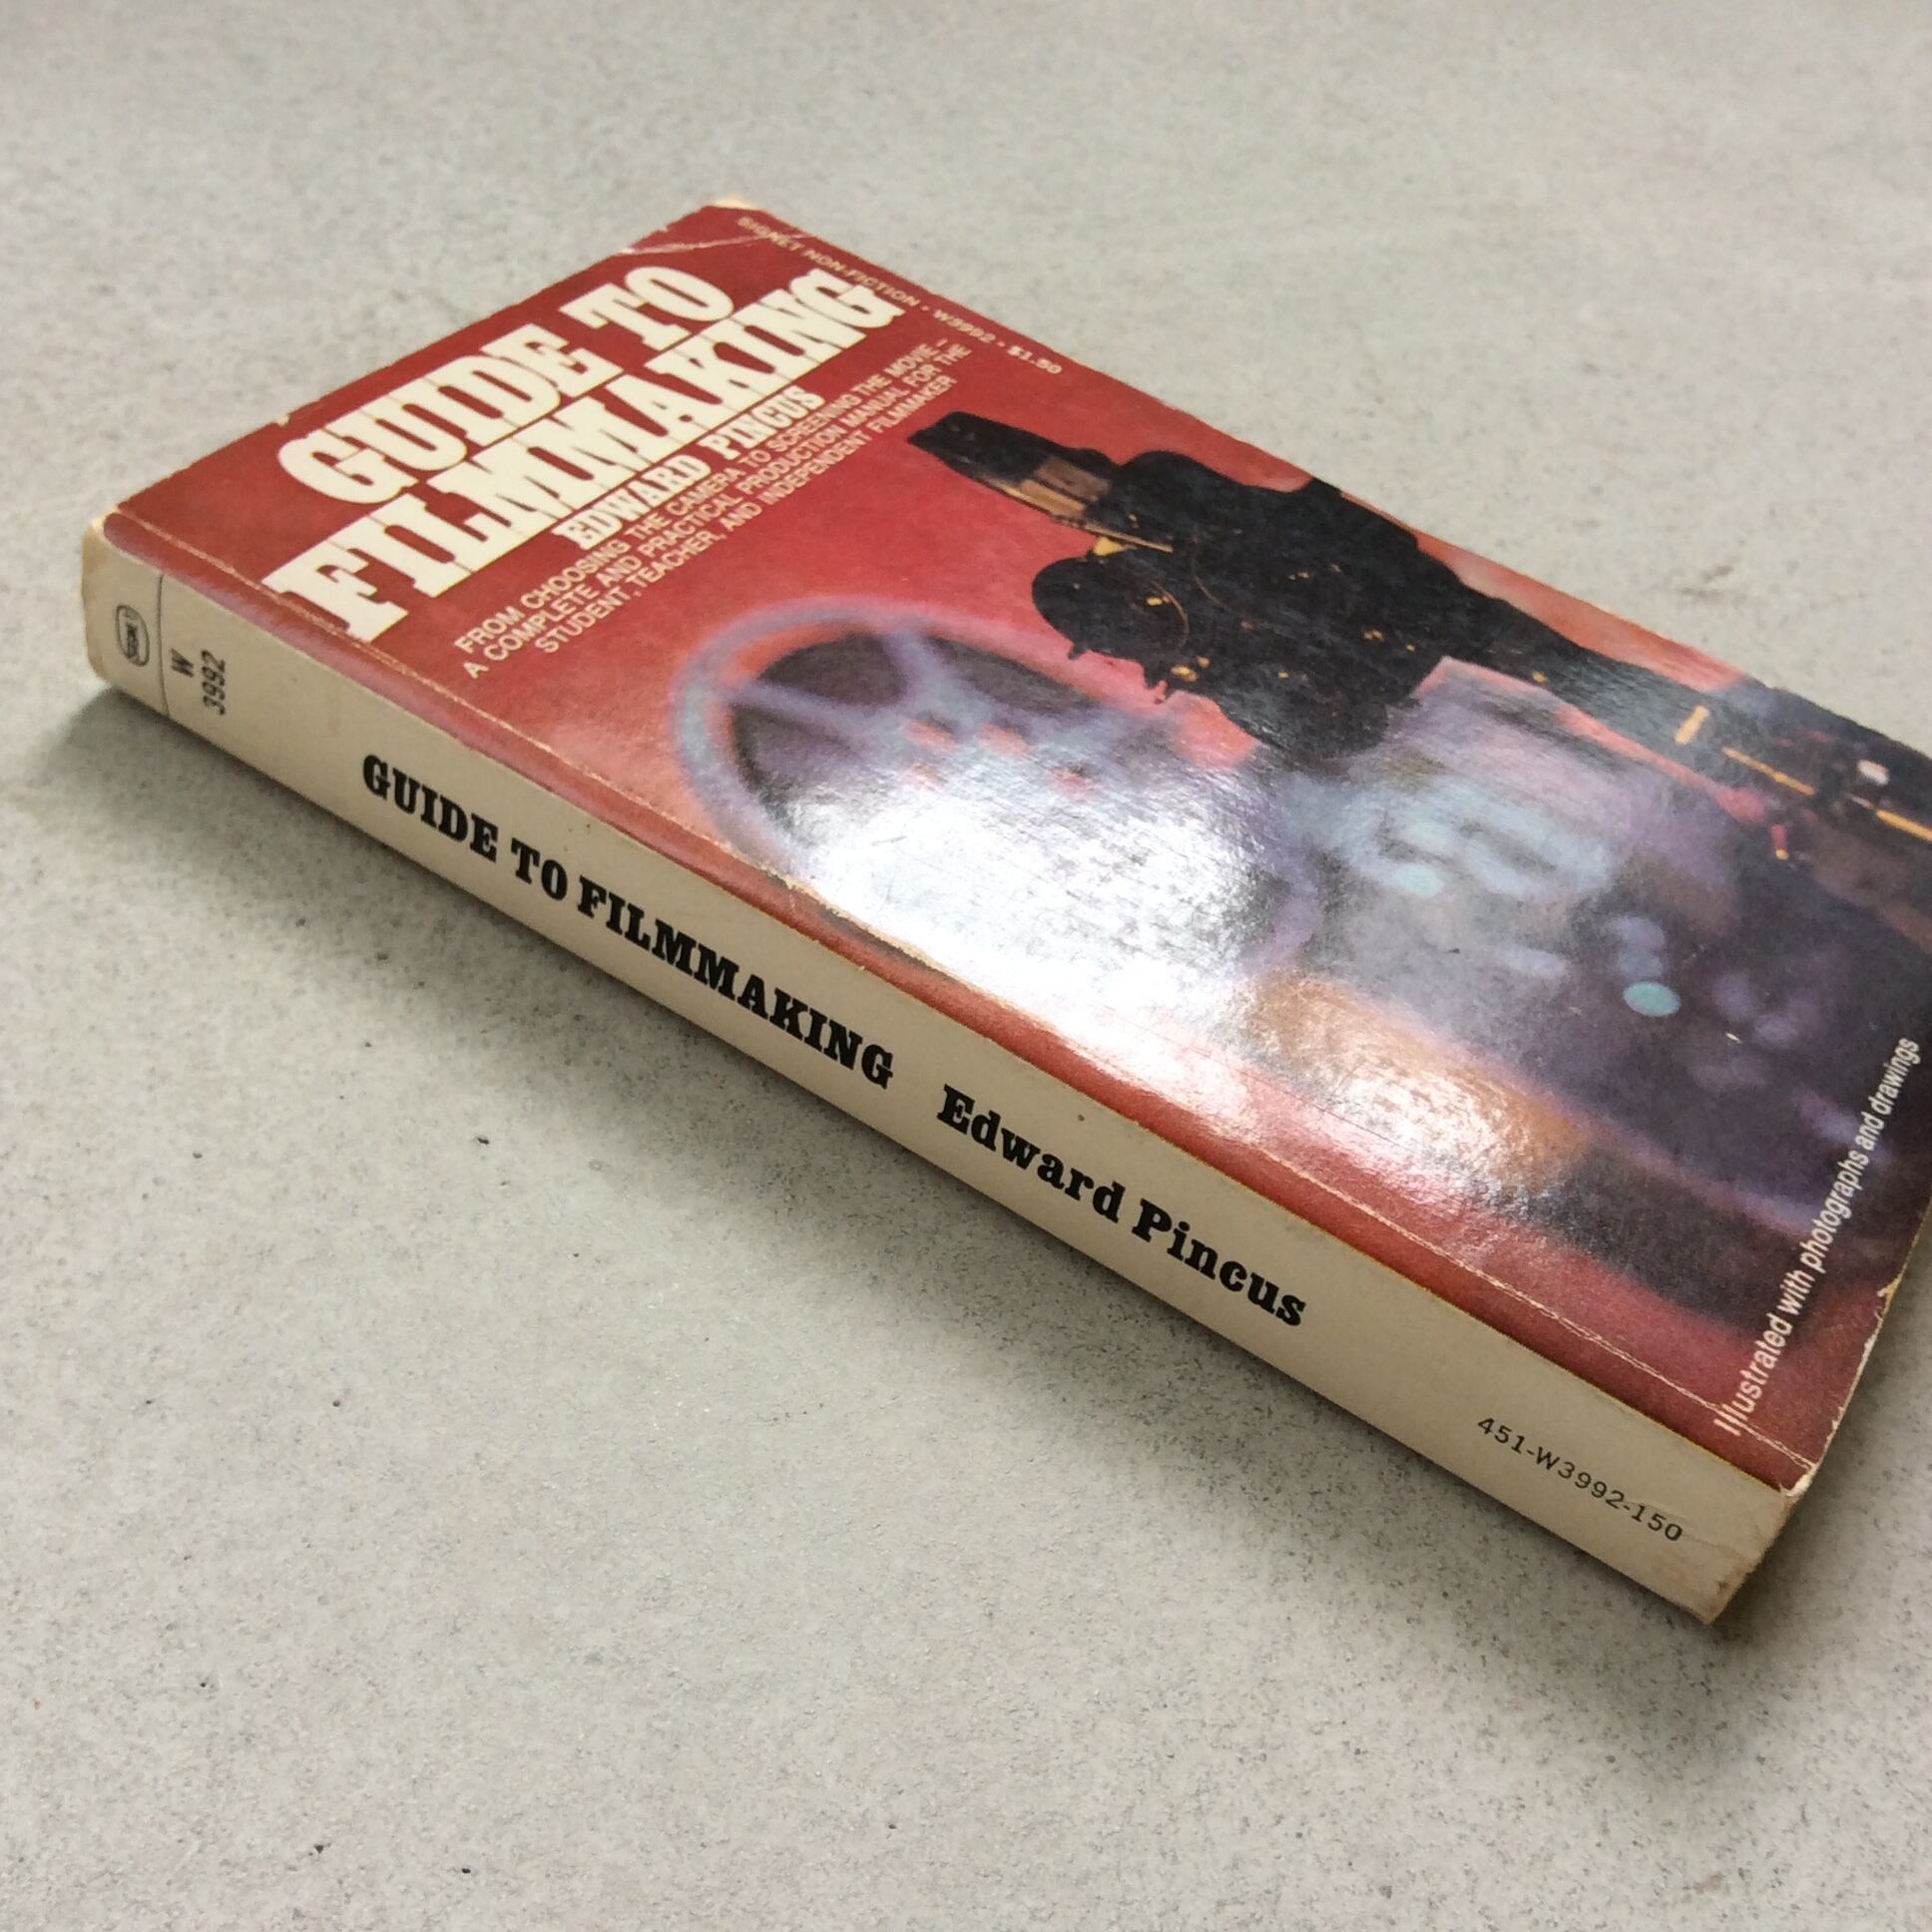 SIGNET NON-FICTION • W3992 • $1.50
GUIDE TO
FILMMAKING
EDWARD PINCUS
FROM CHOOSING THE CAMERA TO SCREENING THE MOVIE—
A COMPLETE AND PRACTICAL PRODUCTION MANUAL FOR THE
STUDENT, TEACHER, AND INDEPENDENT FILMMAKER
Illustrated with photographs and drawings
SIGNET
W
3992
GUIDE TO FILMMAKING Edward Pincus
451-W3992-150